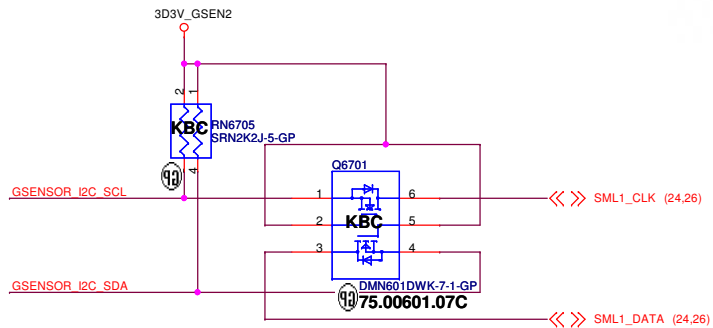 3D3V_GSEN2
2 1
KBC
RN6705
SRN2K2J-5-GP
3 4
Q6701
GSENSOR_I2C_SCL
1 6
SML1_CLK (24,26)
2 5
KBC
3 4
GSENSOR_I2C_SDA
DMN601DWK-7-1-GP
75.00601.07C
SML1_DATA (24,26)